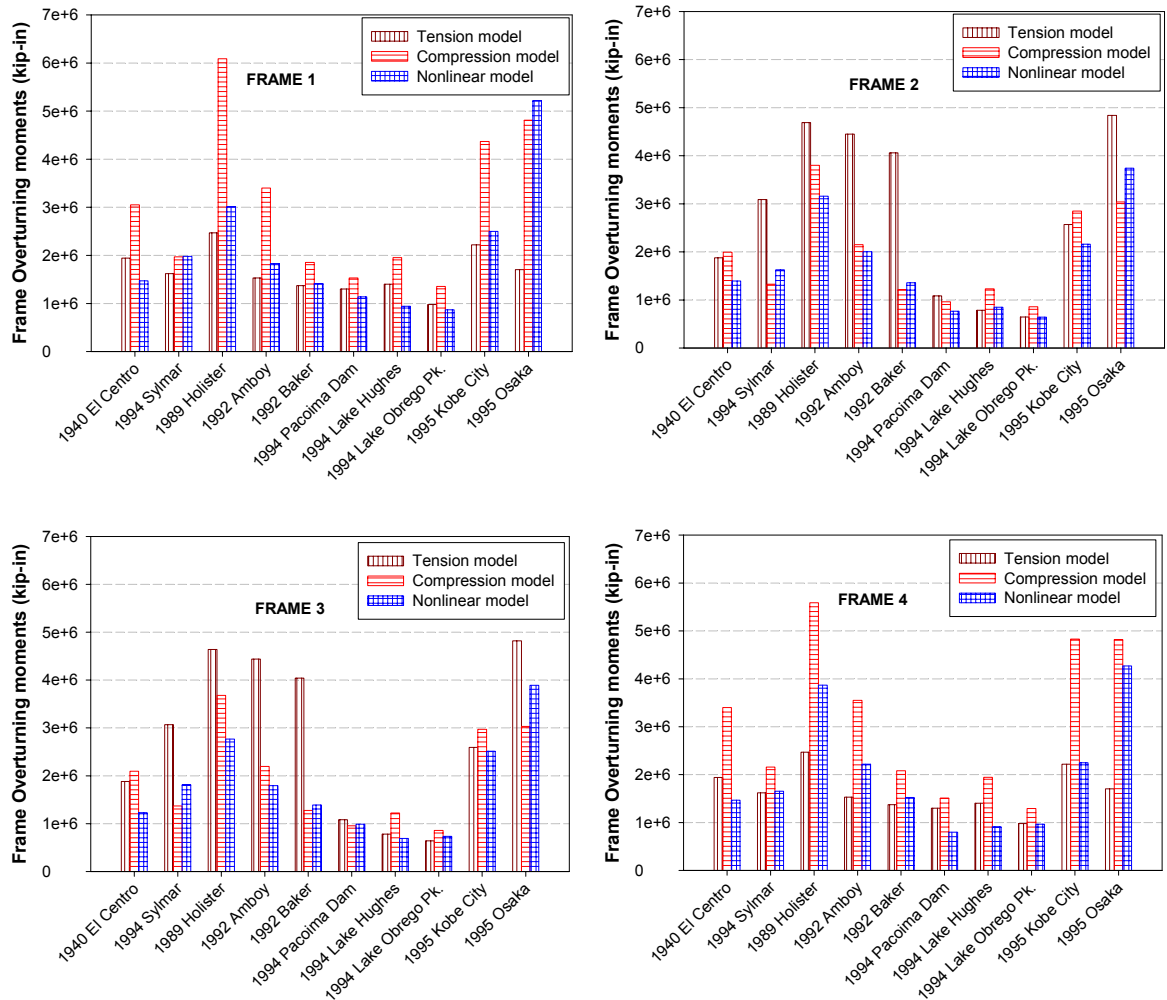 Frame Overturning moments (kip-in)
7e+6
6e+6
5e+6
4e+6
3e+6
2e+6
1e+6
0
Tension model
Compression model
Nonlinear model
FRAME 1
1940 El Centro
1994 Sylmar
1989 Holister
1992 Amboy
1992 Baker
1994 Pacoima Dam
1994 Lake Hughes
1994 Lake Obrego Pk.
1995 Kobe City
1995 Osaka
Frame Overturning moments (kip-in)
7e+6
6e+6
5e+6
4e+6
3e+6
2e+6
1e+6
0
Tension model
Compression model
Nonlinear model
FRAME 2
1940 El Centro
1994 Sylmar
1989 Holister
1992 Amboy
1992 Baker
1994 Pacoima Dam
1994 Lake Hughes
1994 Lake Obrego Pk.
1995 Kobe City
1995 Osaka
Frame Overturning moments (kip-in)
7e+6
6e+6
5e+6
4e+6
3e+6
2e+6
1e+6
0
Tension model
Compression model
Nonlinear model
FRAME 3
1940 El Centro
1994 Sylmar
1989 Holister
1992 Amboy
1992 Baker
1994 Pacoima Dam
1994 Lake Hughes
1994 Lake Obrego Pk.
1995 Kobe City
1995 Osaka
Frame Overturning moments (kip-in)
7e+6
6e+6
5e+6
4e+6
3e+6
2e+6
1e+6
0
Tension model
Compression model
Nonlinear model
FRAME 4
1940 El Centro
1994 Sylmar
1989 Holister
1992 Amboy
1992 Baker
1994 Pacoima Dam
1994 Lake Hughes
1994 Lake Obrego Pk.
1995 Kobe City
1995 Osaka